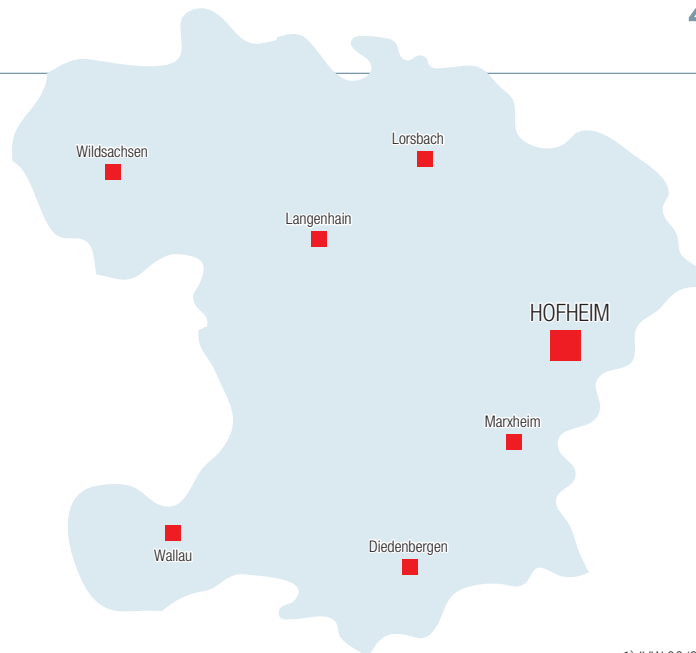 Lorsbach
Wildsachsen
Langenhain
HOFHEIM
Marxheim
Diedenbergen
Wallau